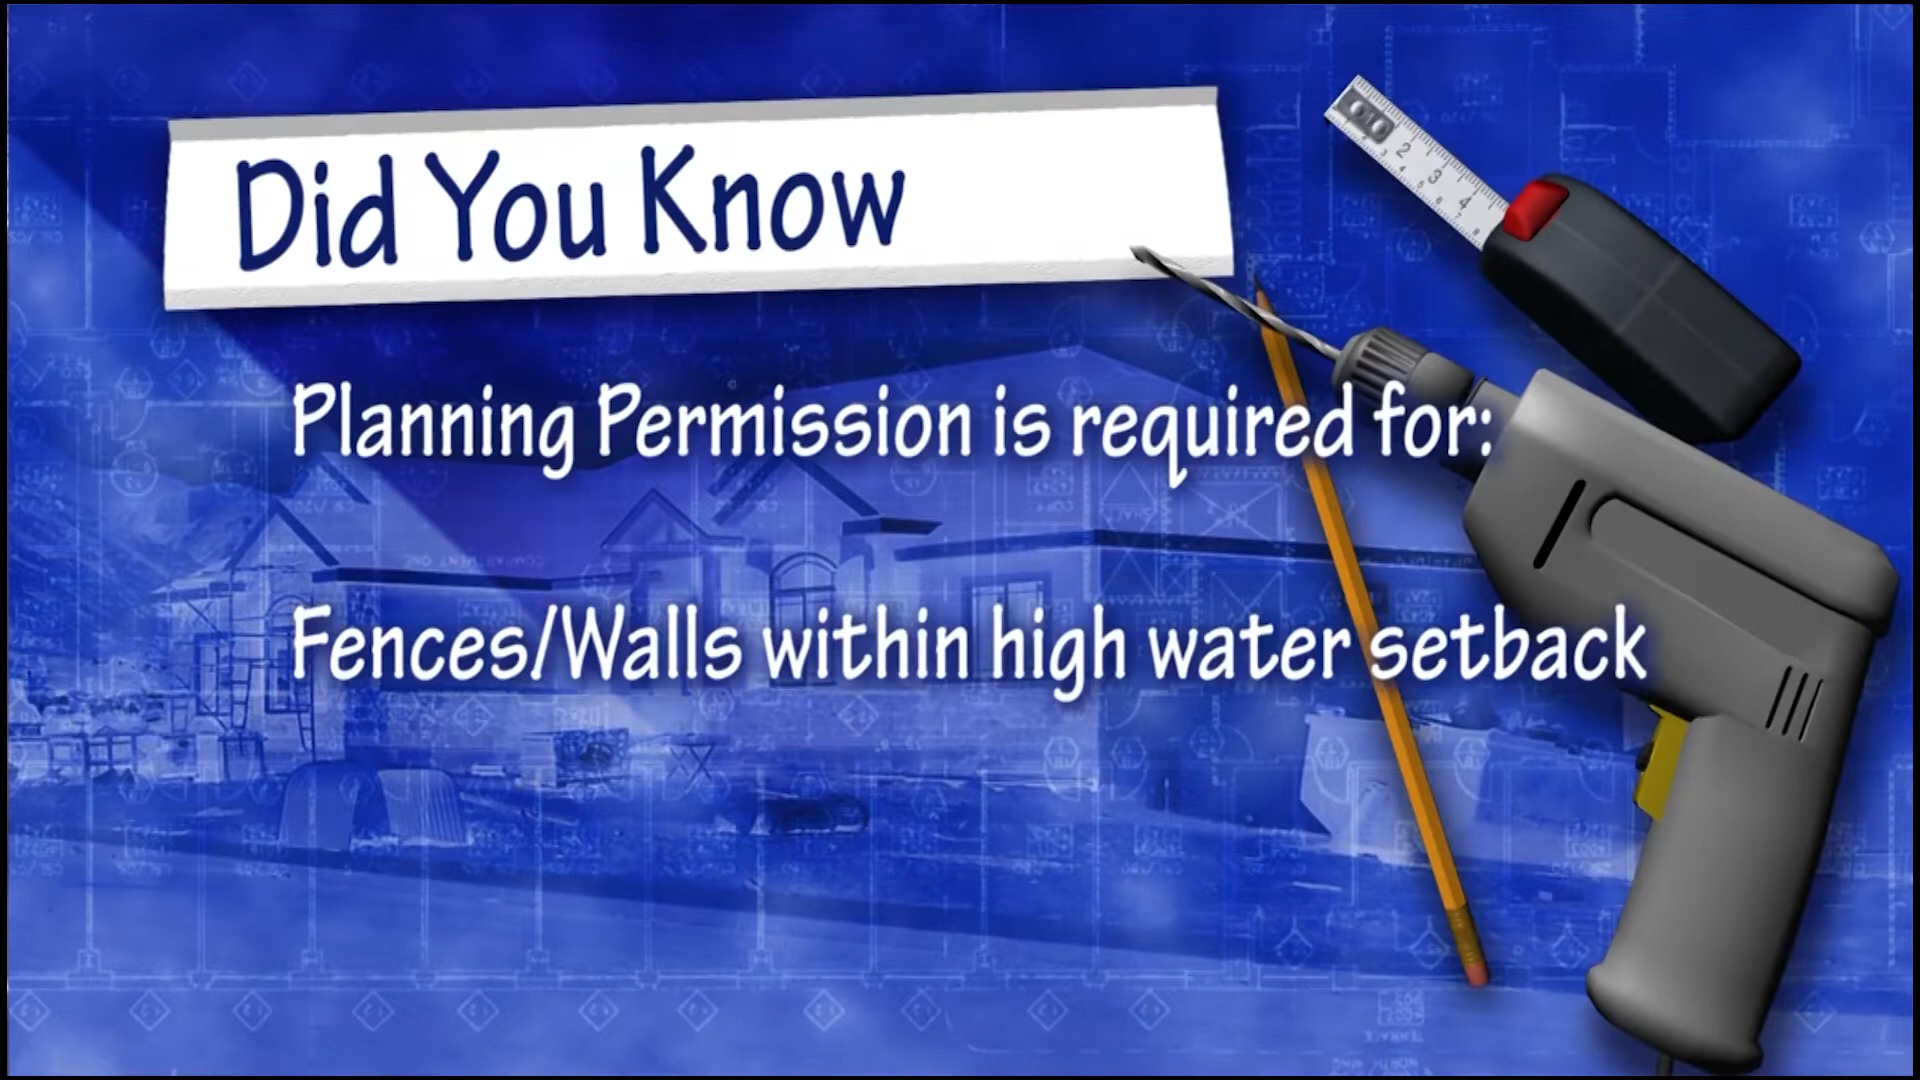 Did You Know
Planning Permission is required for:
Fences/Walls within high water setback